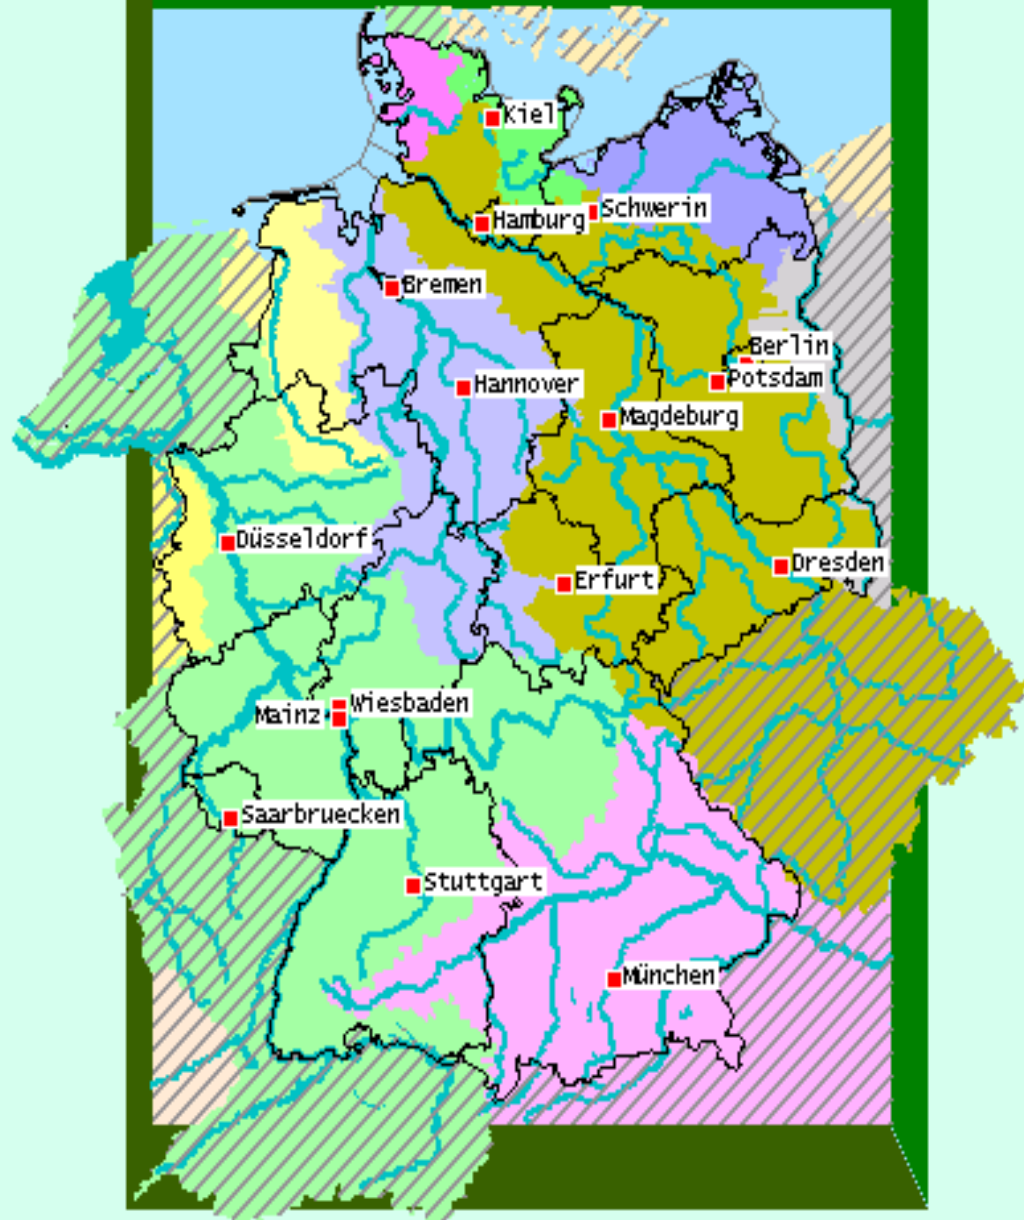 Kiel
Schwerin
Hamburg
Bremen
Berlin
Potsdam
Hannover
Magdeburg
Düsseldorf
Dresden
Erfurt
Wiesbaden
Mainz
Saarbruecken
Stuttgart
München